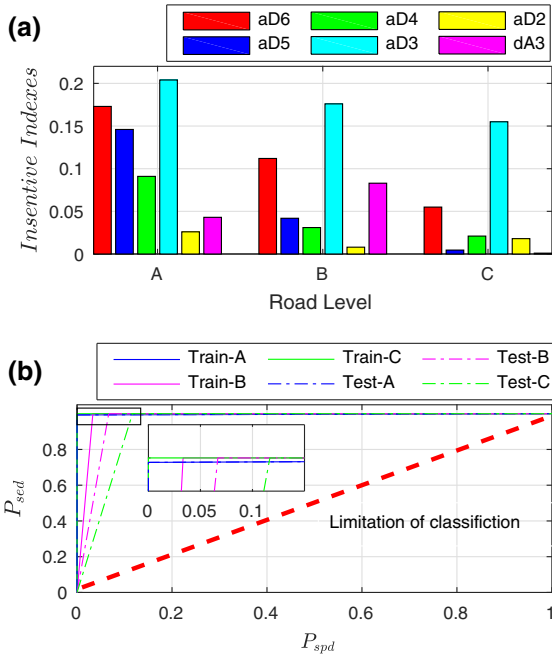 (a)
aD6 aD4 aD2
aD5 aD3 dA3
Insentive Indexes
0.2
0.15
0.1
0.05
0
A B C
Road Level
(b)
Train-A Train-C Test-B
Train-B Test-A Test-C
P_sed
0.8
0.6
0.4
0.2
0
0 0.05 0.1
Limitation of classifiction
0 0.2 0.4 0.6 0.8 1
P_spd